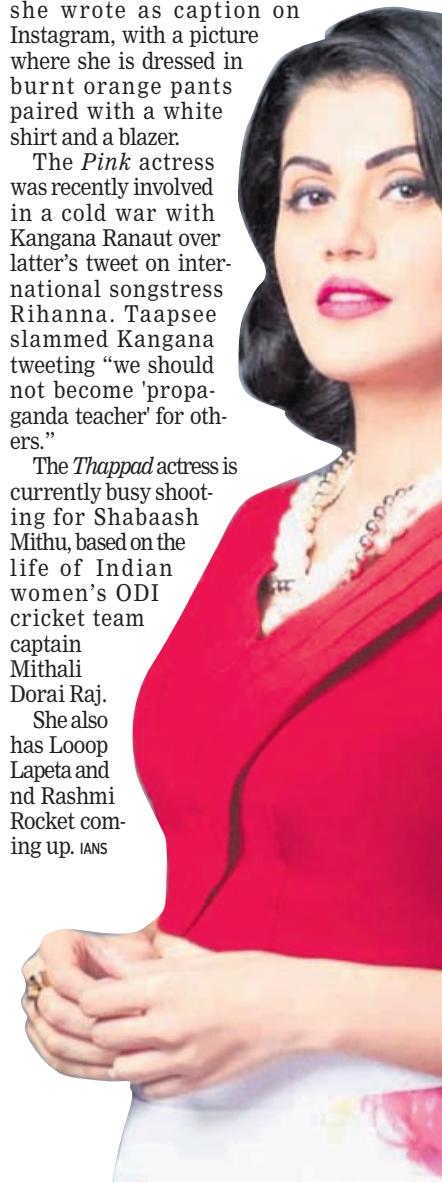 she wrote as caption on
Instagram, with a picture
where she is dressed in
burnt orange pants
paired with a white
shirt and a blazer.
The Pink actress
was recently involved
in a cold war with
Kangana Ranaut over
latter's tweet on inter-
national songstress
Rihanna. Taapsee
slammed Kangana
tweeting “we should
not become 'propa-
ganda teacher' for oth-
ers.”
The Thappad actress is
currently busy shoot-
ing for Shabaash
Mithu, based on the
life of Indian
women's ODI
cricket team
captain
Mithali
Dorai Raj.
She also
has Looop
Lapeta and
nd Rashmi
Rocket com-
ing up. IANS